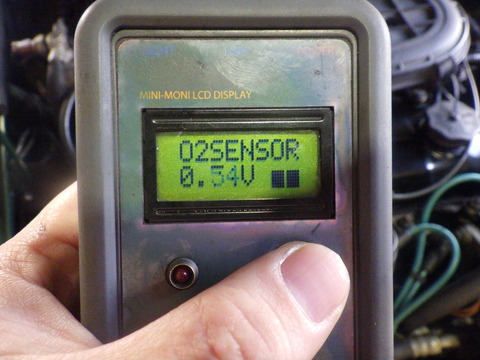 MINI-MONI LCD DISPLAY
O2SENSOR
0.54V